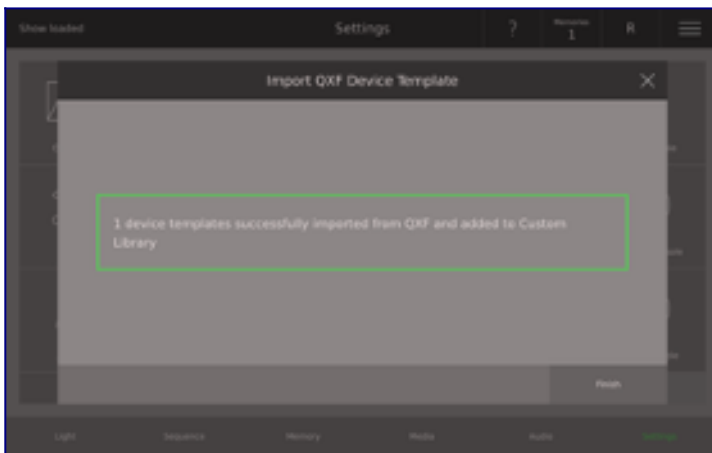 Show loaded
Settings
?
Memories
1
R
Import QXF Device Template
1 device templates successfully imported from QXF and added to Custom
Library
Finish
Light
Sequence
Memory
Media
Audio
Settings